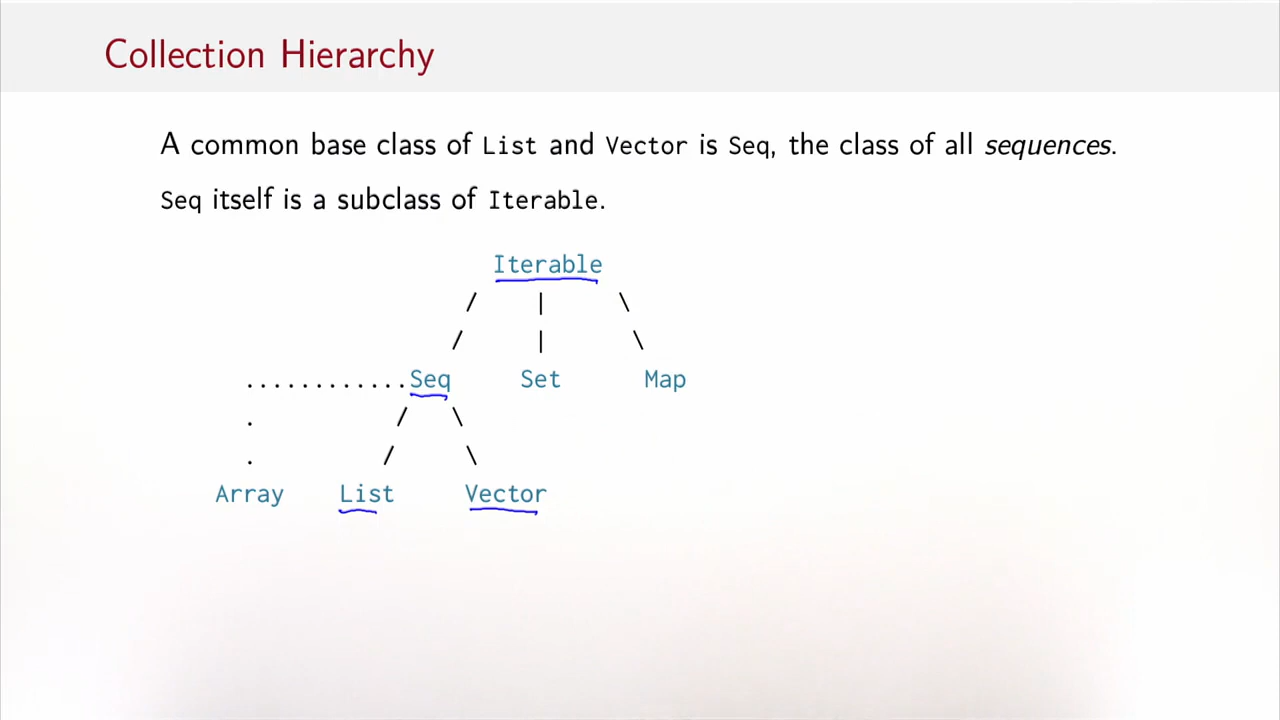 Collection Hierarchy
A common base class of List and Vector is Seq, the class of all sequences.
Seq itself is a subclass of Iterable.
Iterable
/ | \
/ | \
............Seq Set Map
. / \
. / \
Array List Vector